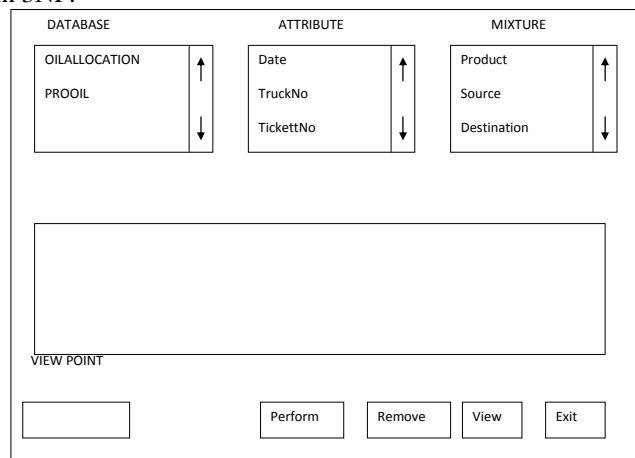 DATABASE ATTRIBUTE MIXTURE
OILALLOCATION Date Product
PROOIL TruckNo Source
TickettNo Destination
VIEW POINT
Perform Remove View Exit